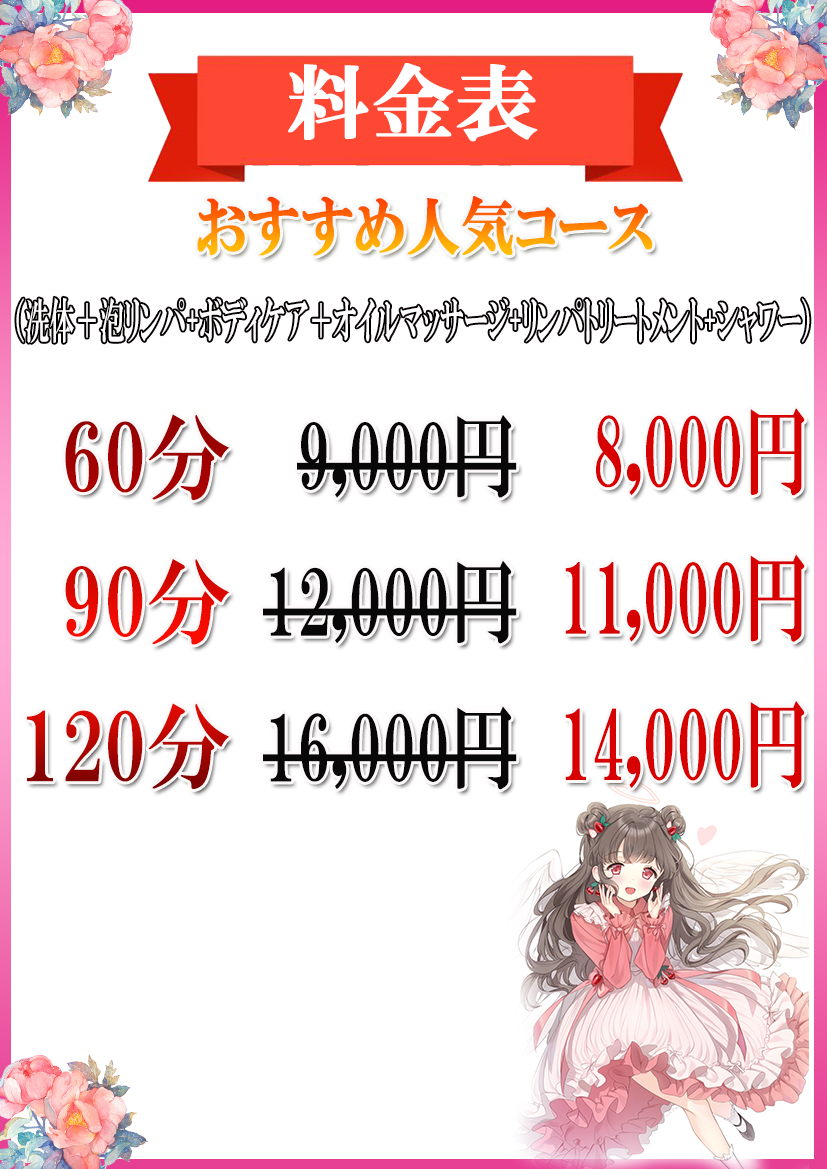 料金表
おすすめ人気コース
（洗体＋泡リンパ+ボディケア＋オイルマッサージ+リンパトリートメント+シャワー）
60分 9,000円 8,000円
90分 12,000円 11,000円
120分 16,000円 14,000円